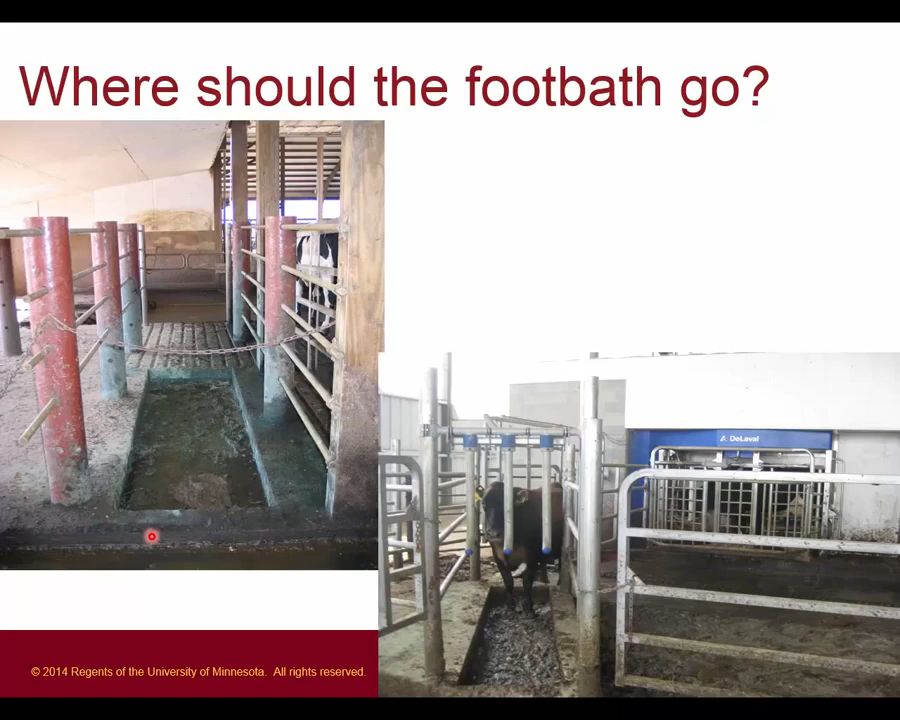 Where should the footbath go?
DeLaval
© 2014 Regents of the University of Minnesota. All rights reserved.